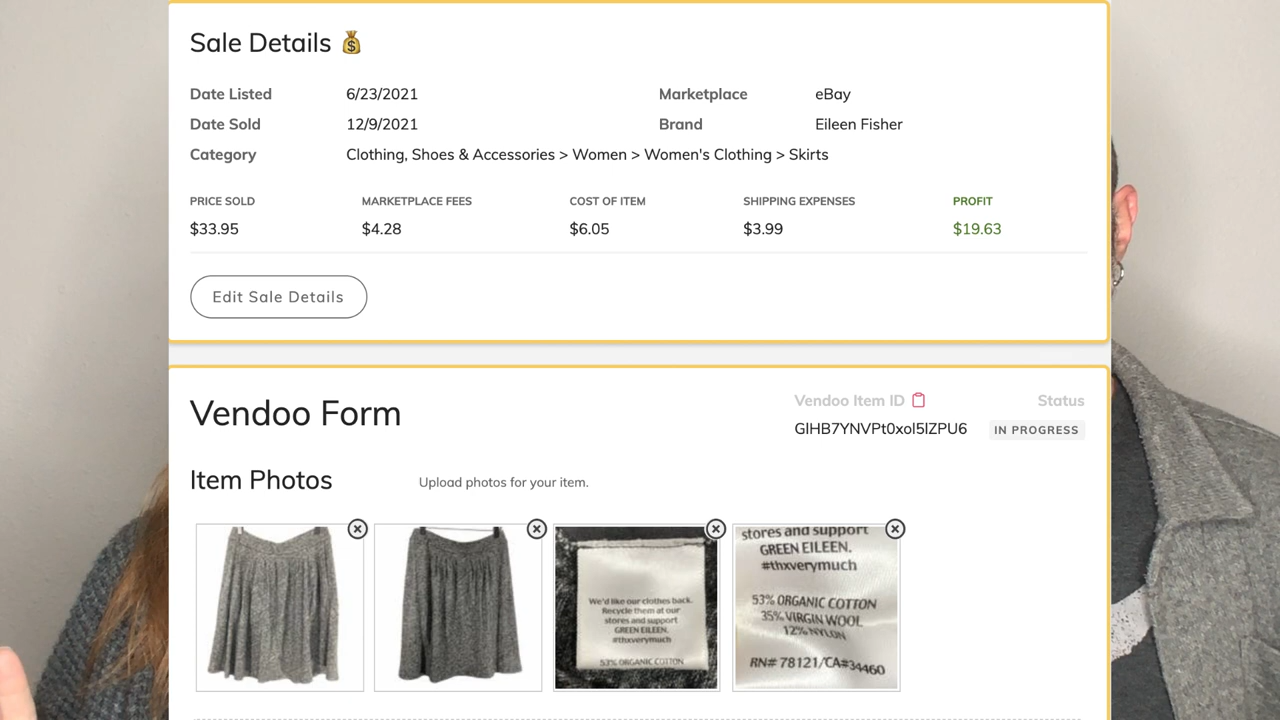 Sale Details
Date Listed 6/23/2021 Marketplace eBay
Date Sold 12/9/2021 Brand Eileen Fisher
Category Clothing, Shoes & Accessories > Women > Women's Clothing > Skirts
PRICE SOLD MARKETPLACE FEES COST OF ITEM SHIPPING EXPENSES PROFIT
$33.95 $4.28 $6.05 $3.99 $19.63
Edit Sale Details
Vendoo Form
Vendoo Item ID Status
GlHB7YNVPt0xol5lZPU6 IN PROGRESS
Item Photos Upload photos for your item.
We'd like our clothes back.
Recycle them at our
stores and support
GREEN EILEEN.
#thxverymuch
53% ORGANIC COTTON
stores and support
GREEN EILEEN.
#thxverymuch
53% ORGANIC COTTON
35% VIRGIN WOOL
12% NYLON
RN# 78121/CA#34460